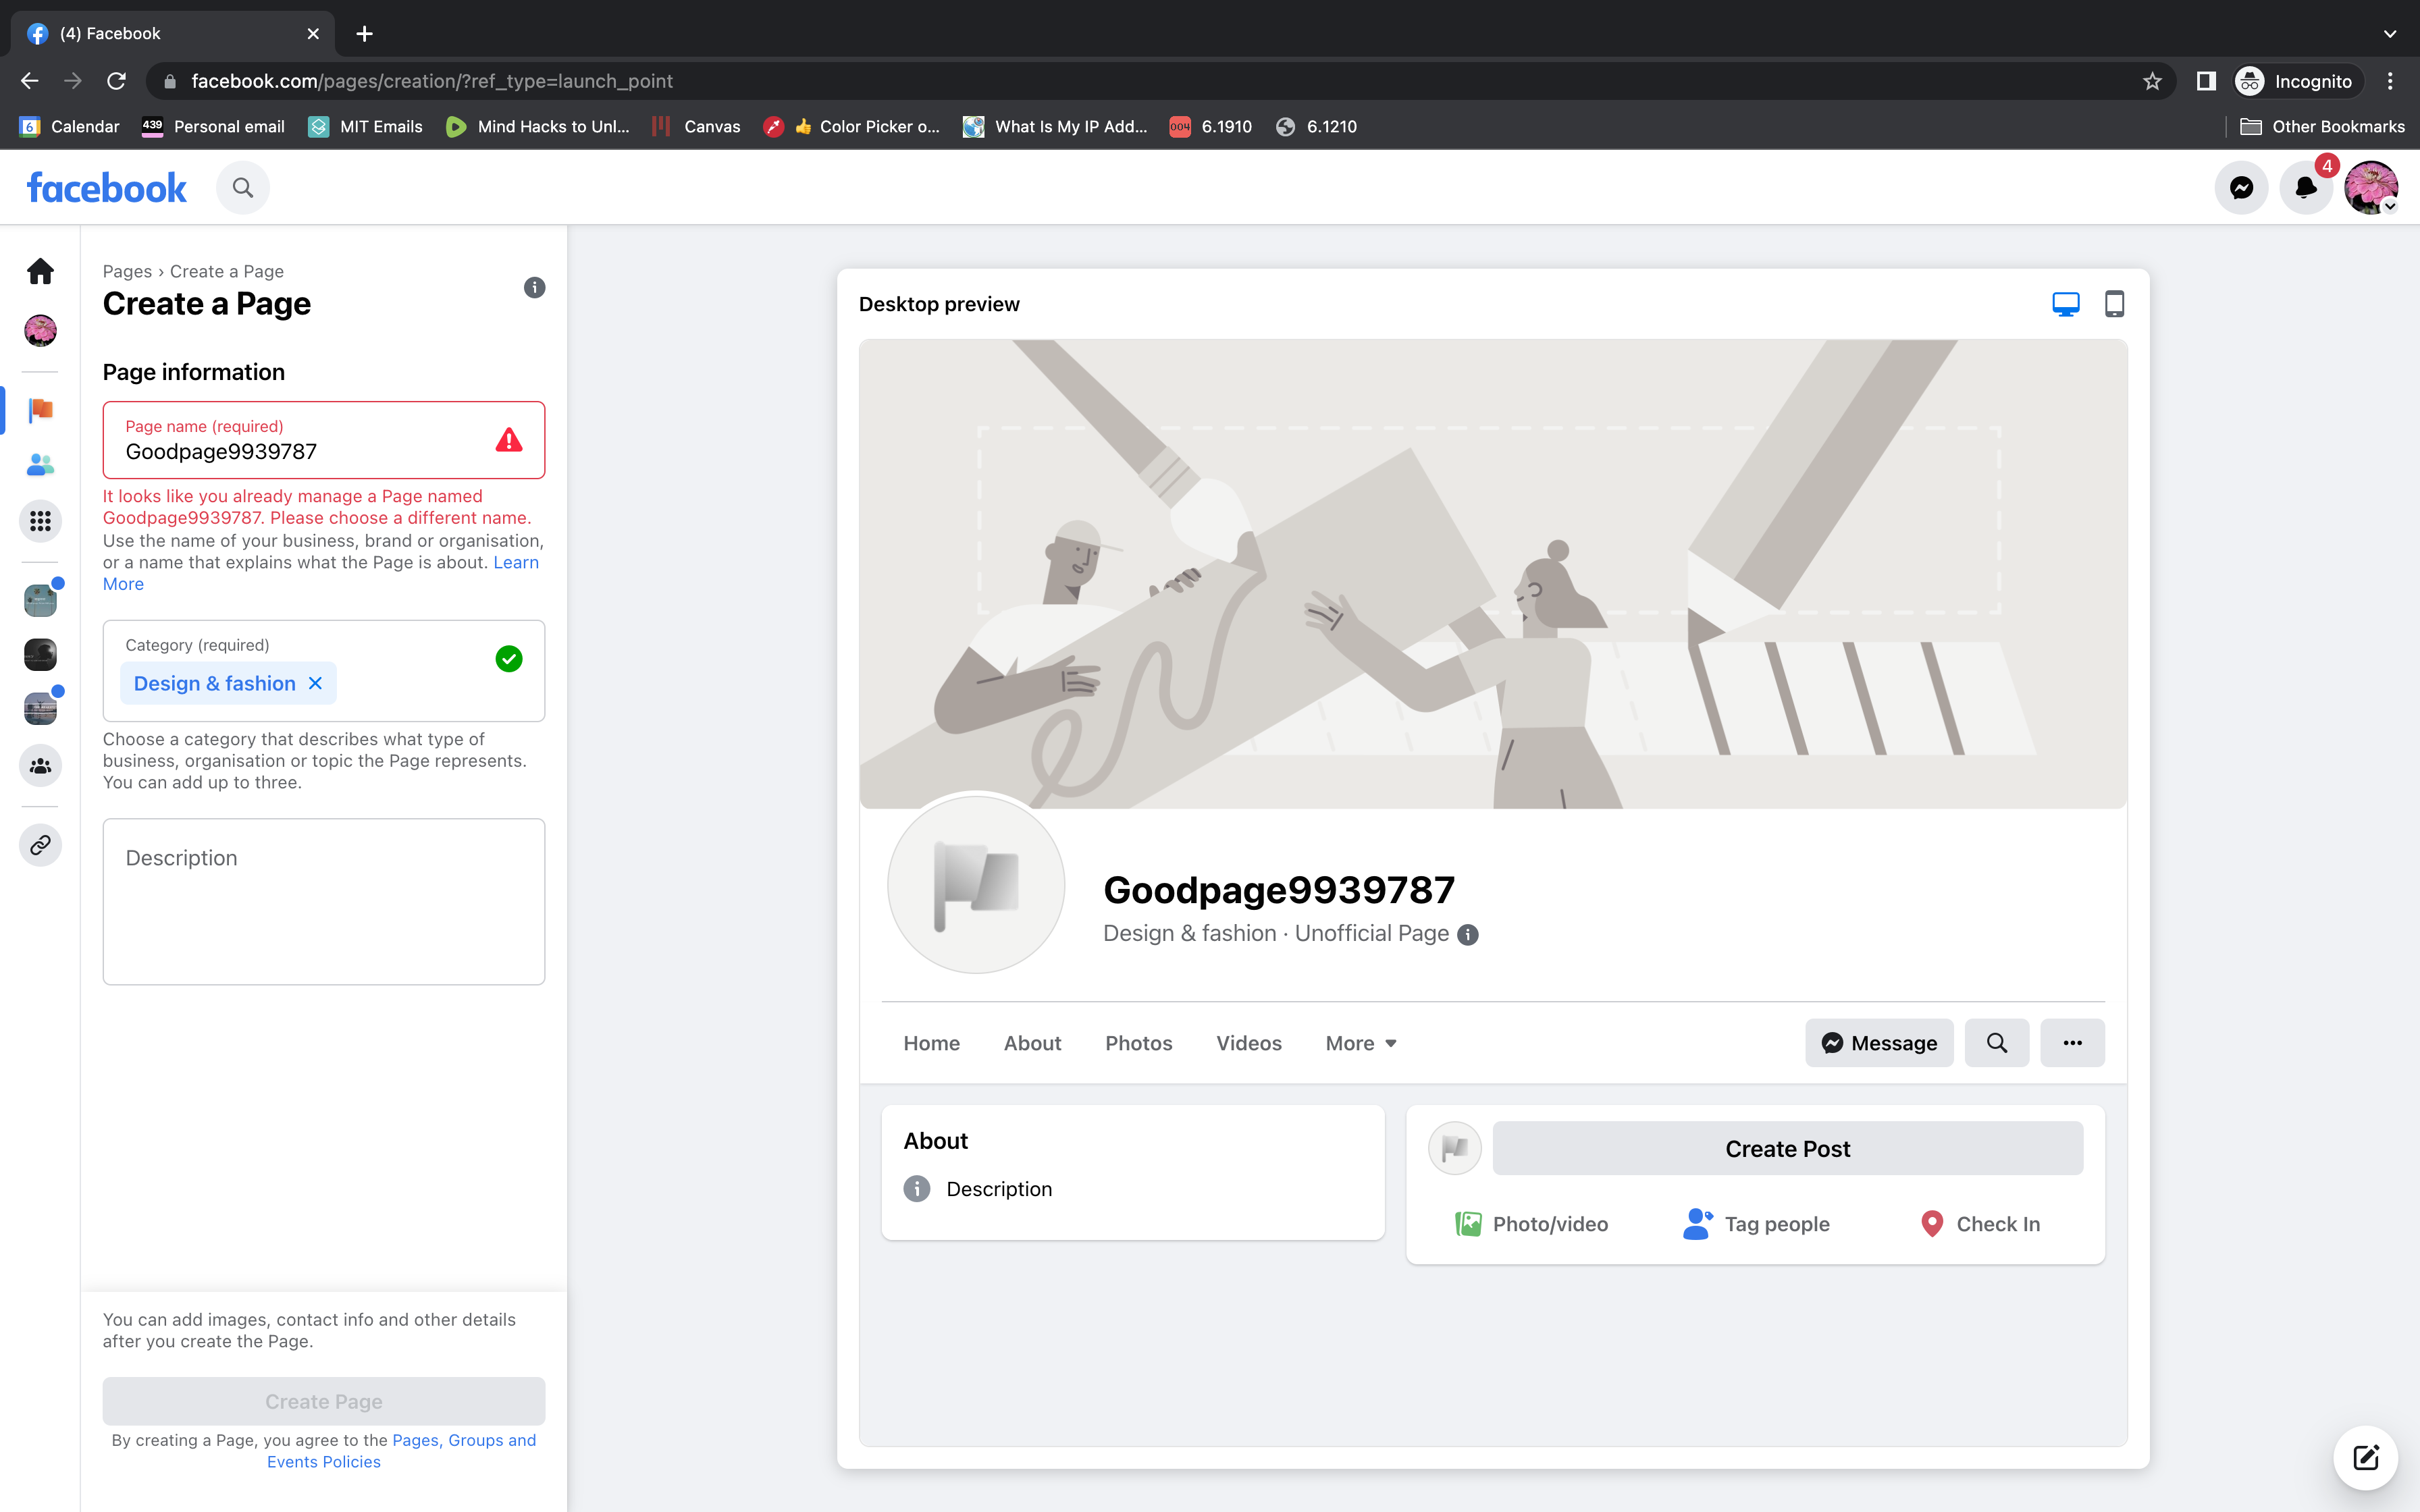 (4) Facebook
facebook.com/pages/creation/?ref_type=launch_point
Incognito
6 Calendar
439 Personal email
MIT Emails
Mind Hacks to Unl...
Canvas
👍 Color Picker o...
What Is My IP Add...
004 6.1910
6.1210
Other Bookmarks
facebook
4
Pages › Create a Page
Create a Page
Page information
Page name (required)
Goodpage9939787
It looks like you already manage a Page named
Goodpage9939787. Please choose a different name.
Use the name of your business, brand or organisation,
or a name that explains what the Page is about. Learn
More
Category (required)
Design & fashion
Choose a category that describes what type of
business, organisation or topic the Page represents.
You can add up to three.
Description
You can add images, contact info and other details
after you create the Page.
Create Page
By creating a Page, you agree to the Pages, Groups and
Events Policies
Desktop preview
Goodpage9939787
Design & fashion · Unofficial Page
Home
About
Photos
Videos
More
Message
About
Description
Create Post
Photo/video
Tag people
Check In